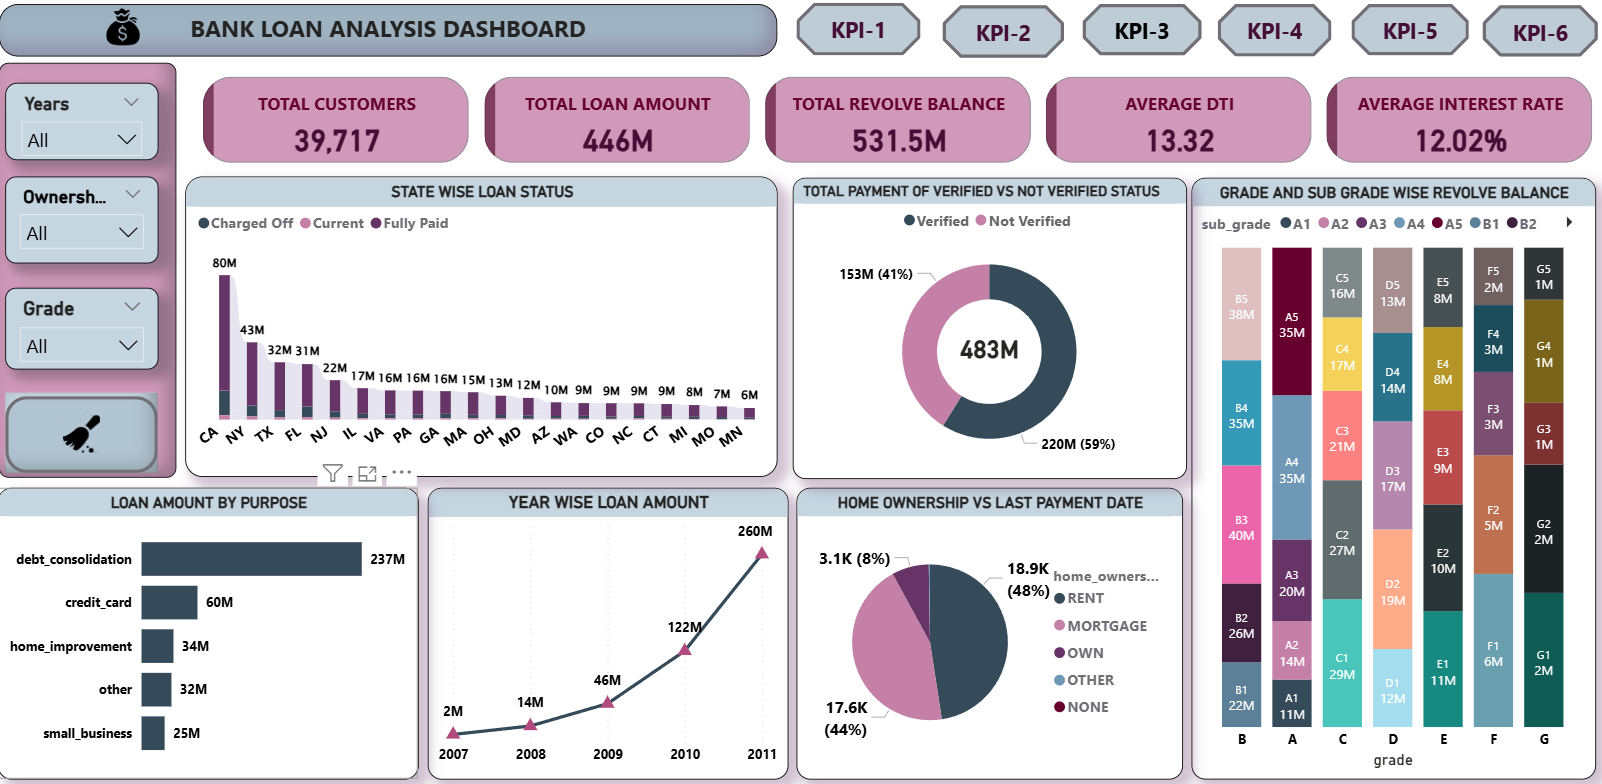 BANK LOAN ANALYSIS DASHBOARD
KPI-1
KPI-2
KPI-3
KPI-4
KPI-5
KPI-6
Years
All
Ownersh...
All
Grade
All
TOTAL CUSTOMERS
39,717
TOTAL LOAN AMOUNT
446M
TOTAL REVOLVE BALANCE
531.5M
AVERAGE DTI
13.32
AVERAGE INTEREST RATE
12.02%
STATE WISE LOAN STATUS
Charged Off Current Fully Paid
80M
43M
32M 31M
22M
17M 16M 16M 16M 15M 13M 12M 10M 9M 9M 9M 9M 8M 7M 6M
CA NY TX FL NJ IL VA PA GA MA OH MD AZ WA CO NC CT MI MO MN
TOTAL PAYMENT OF VERIFIED VS NOT VERIFIED STATUS
Verified Not Verified
153M (41%)
483M
220M (59%)
GRADE AND SUB GRADE WISE REVOLVE BALANCE
sub_grade A1 A2 A3 A4 A5 B1 B2
B5
38M
B4
35M
B3
40M
B2
26M
B1
22M
A5
35M
A4
35M
A3
20M
A2
14M
A1
11M
C5
16M
C4
17M
C3
21M
C2
27M
C1
29M
D5
13M
D4
14M
D3
17M
D2
19M
D1
12M
E5
8M
E4
8M
E3
9M
E2
10M
E1
11M
F5
2M
F4
3M
F3
3M
F2
5M
F1
6M
G5
1M
G4
1M
G3
1M
G2
2M
G1
2M
B A C D E F G
grade
LOAN AMOUNT BY PURPOSE
debt_consolidation 237M
credit_card 60M
home_improvement 34M
other 32M
small_business 25M
YEAR WISE LOAN AMOUNT
260M
122M
46M
14M
2M
2007 2008 2009 2010 2011
HOME OWNERSHIP VS LAST PAYMENT DATE
3.1K (8%)
18.9K
(48%)
17.6K
(44%)
home_owners...
RENT
MORTGAGE
OWN
OTHER
NONE